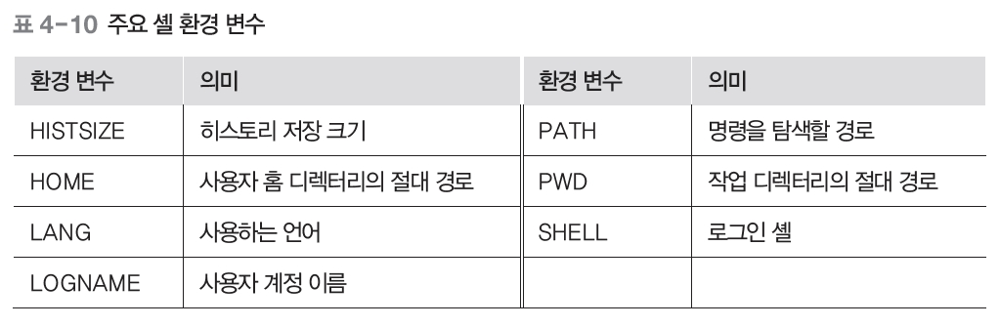 표 4-10 주요 셸 환경 변수
환경 변수 의미 환경 변수 의미
HISTSIZE 히스토리 저장 크기 PATH 명령을 탐색할 경로
HOME 사용자 홈 디렉터리의 절대 경로 PWD 작업 디렉터리의 절대 경로
LANG 사용하는 언어 SHELL 로그인 셸
LOGNAME 사용자 계정 이름